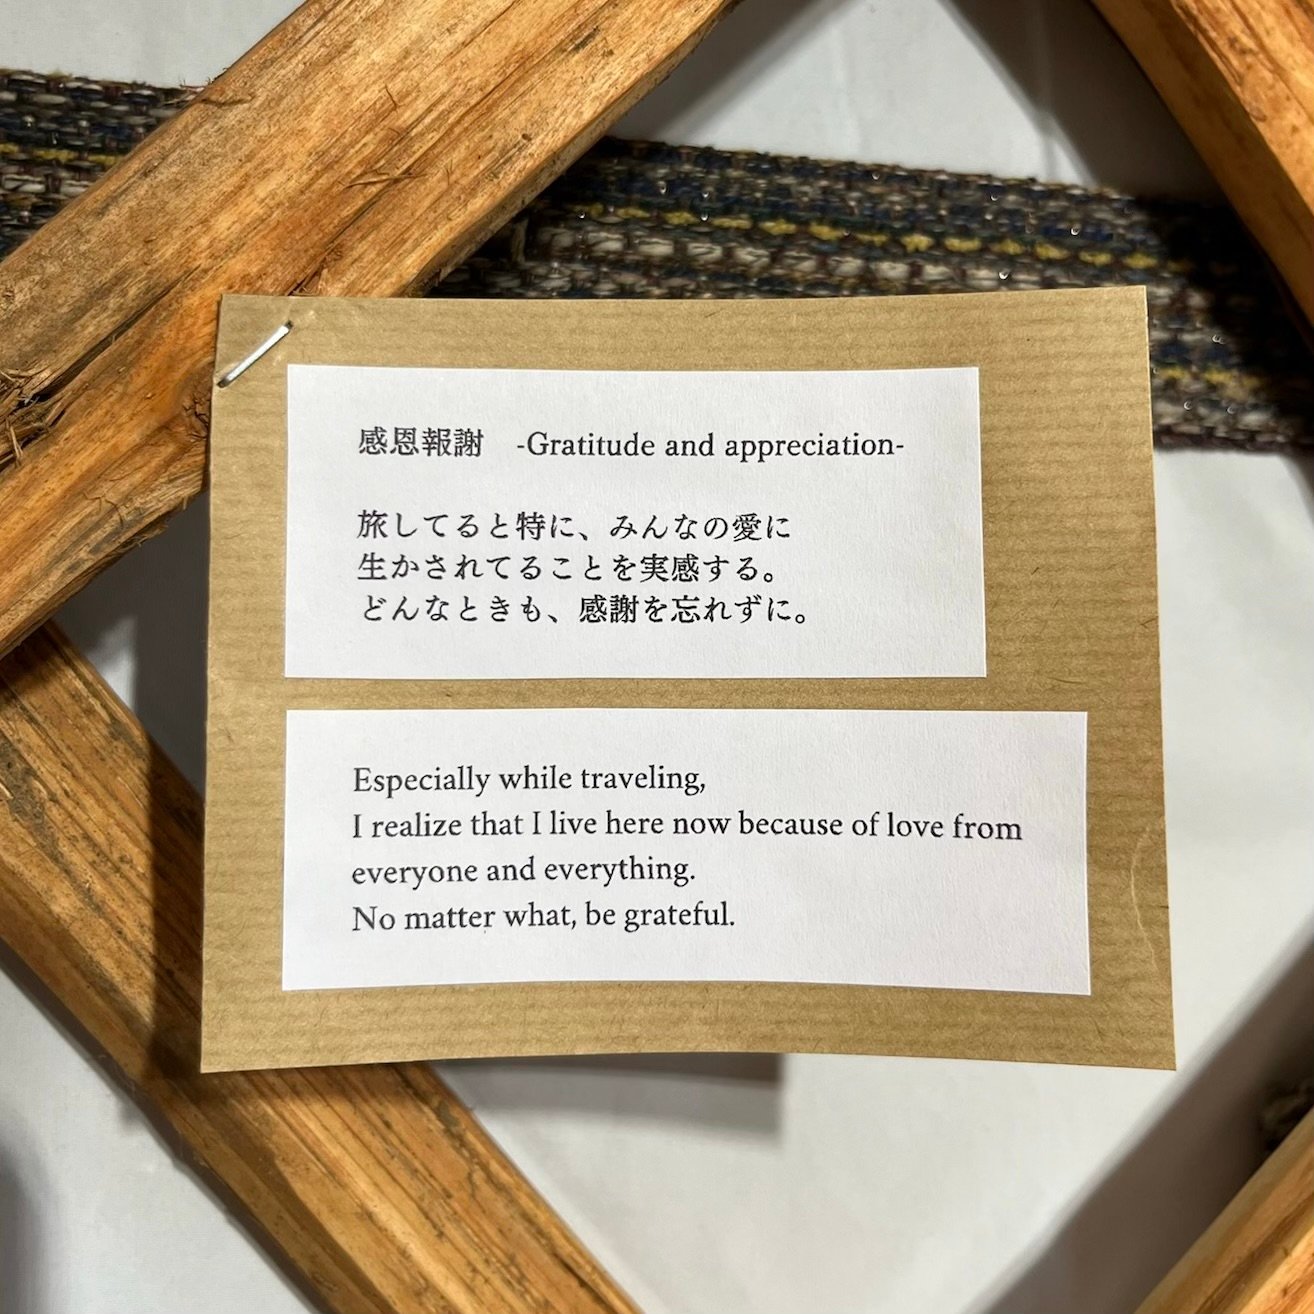 感恩報謝　-Gratitude and appreciation-
旅してると特に、みんなの愛に
生かされてることを実感する。
どんなときも、感謝を忘れずに。
Especially while traveling,
I realize that I live here now because of love from
everyone and everything.
No matter what, be grateful.